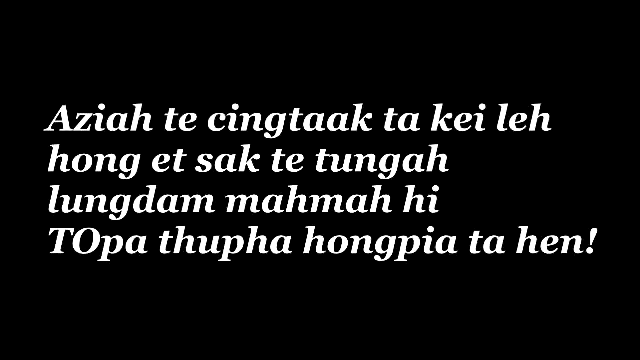 Aziah te cingtaak ta kei leh
hong et sak te tungah
lungdam mahmah hi
TOpa thupha hongpia ta hen!